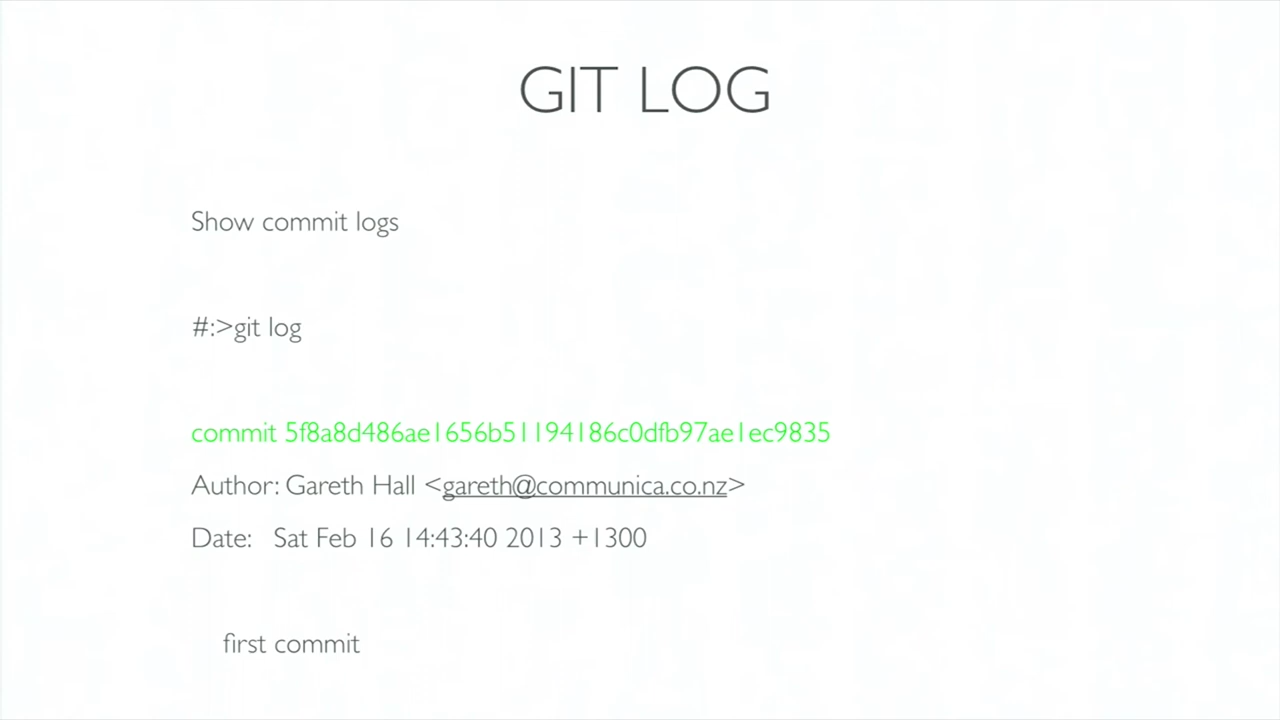 GIT LOG
Show commit logs
#:>git log
commit 5f8a8d486ae1656b51194186c0dfb97ae1ec9835
Author: Gareth Hall <gareth@communica.co.nz>
Date:   Sat Feb 16 14:43:40 2013 +1300
first commit